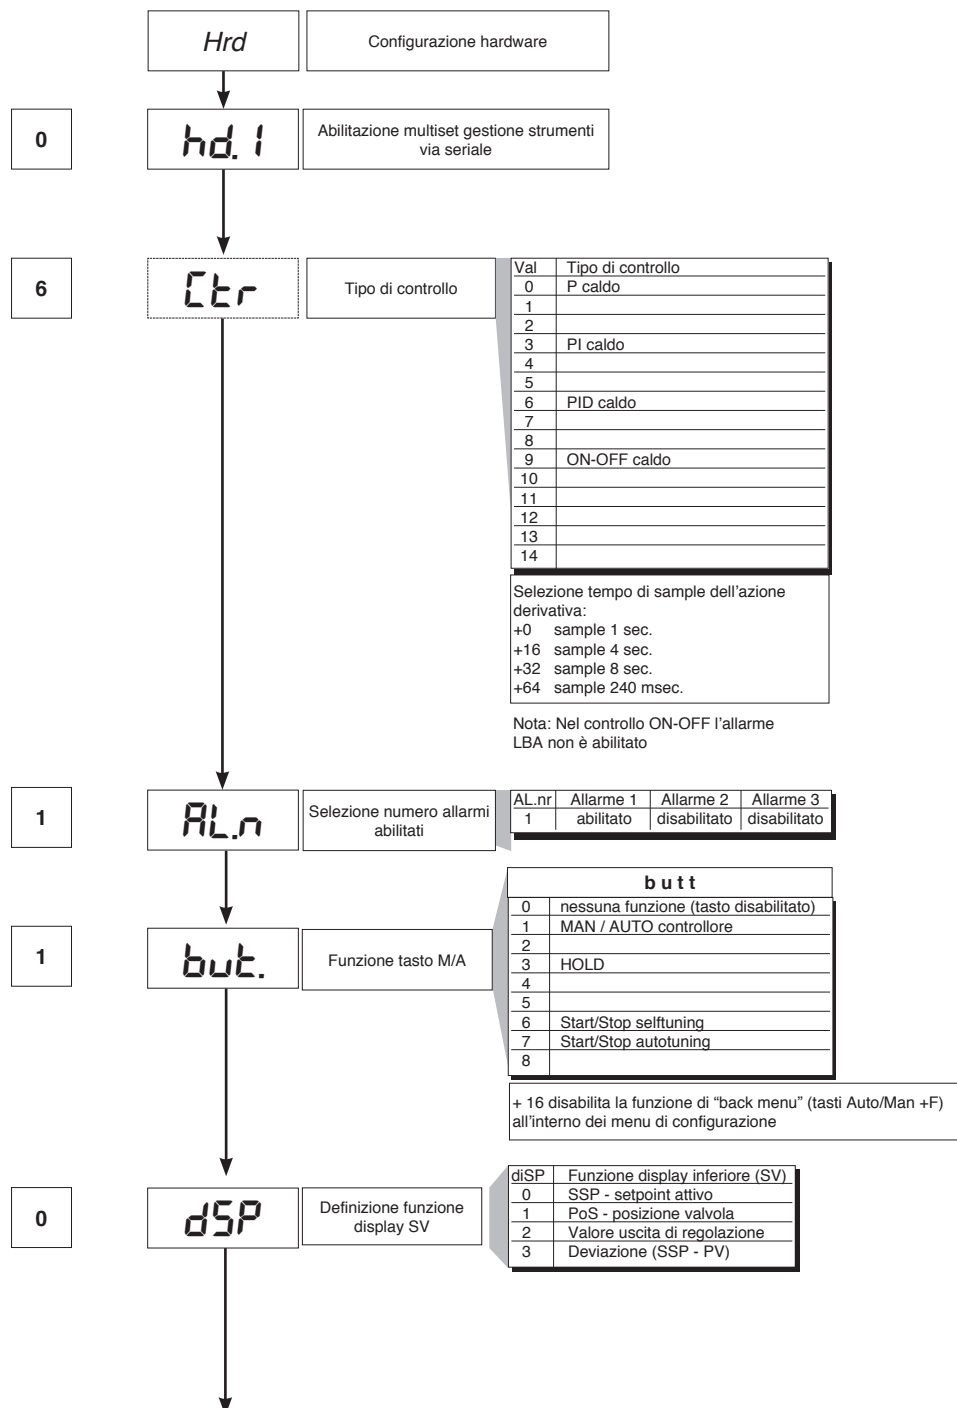 Hrd
Configurazione hardware
0
hd. 1
Abilitazione multiset gestione strumenti
via seriale
6
Ctr
Tipo di controllo
Val Tipo di controllo
0 P caldo
1
2
3 PI caldo
4
5
6 PID caldo
7
8
9 ON-OFF caldo
10
11
12
13
14
Selezione tempo di sample dell'azione
derivativa:
+0 sample 1 sec.
+16 sample 4 sec.
+32 sample 8 sec.
+64 sample 240 msec.
Nota: Nel controllo ON-OFF l'allarme
LBA non è abilitato
1
AL.n
Selezione numero allarmi
abilitati
AL.nr Allarme 1 Allarme 2 Allarme 3
1 abilitato disabilitato disabilitato
1
but.
Funzione tasto M/A
butt
0 nessuna funzione (tasto disabilitato)
1 MAN / AUTO controllore
2
3 HOLD
4
5
6 Start/Stop selftuning
7 Start/Stop autotuning
8
+ 16 disabilita la funzione di “back menu” (tasti Auto/Man +F)
all'interno dei menu di configurazione
0
dSP
Definizione funzione
display SV
diSP Funzione display inferiore (SV)
0 SSP - setpoint attivo
1 PoS - posizione valvola
2 Valore uscita di regolazione
3 Deviazione (SSP - PV)